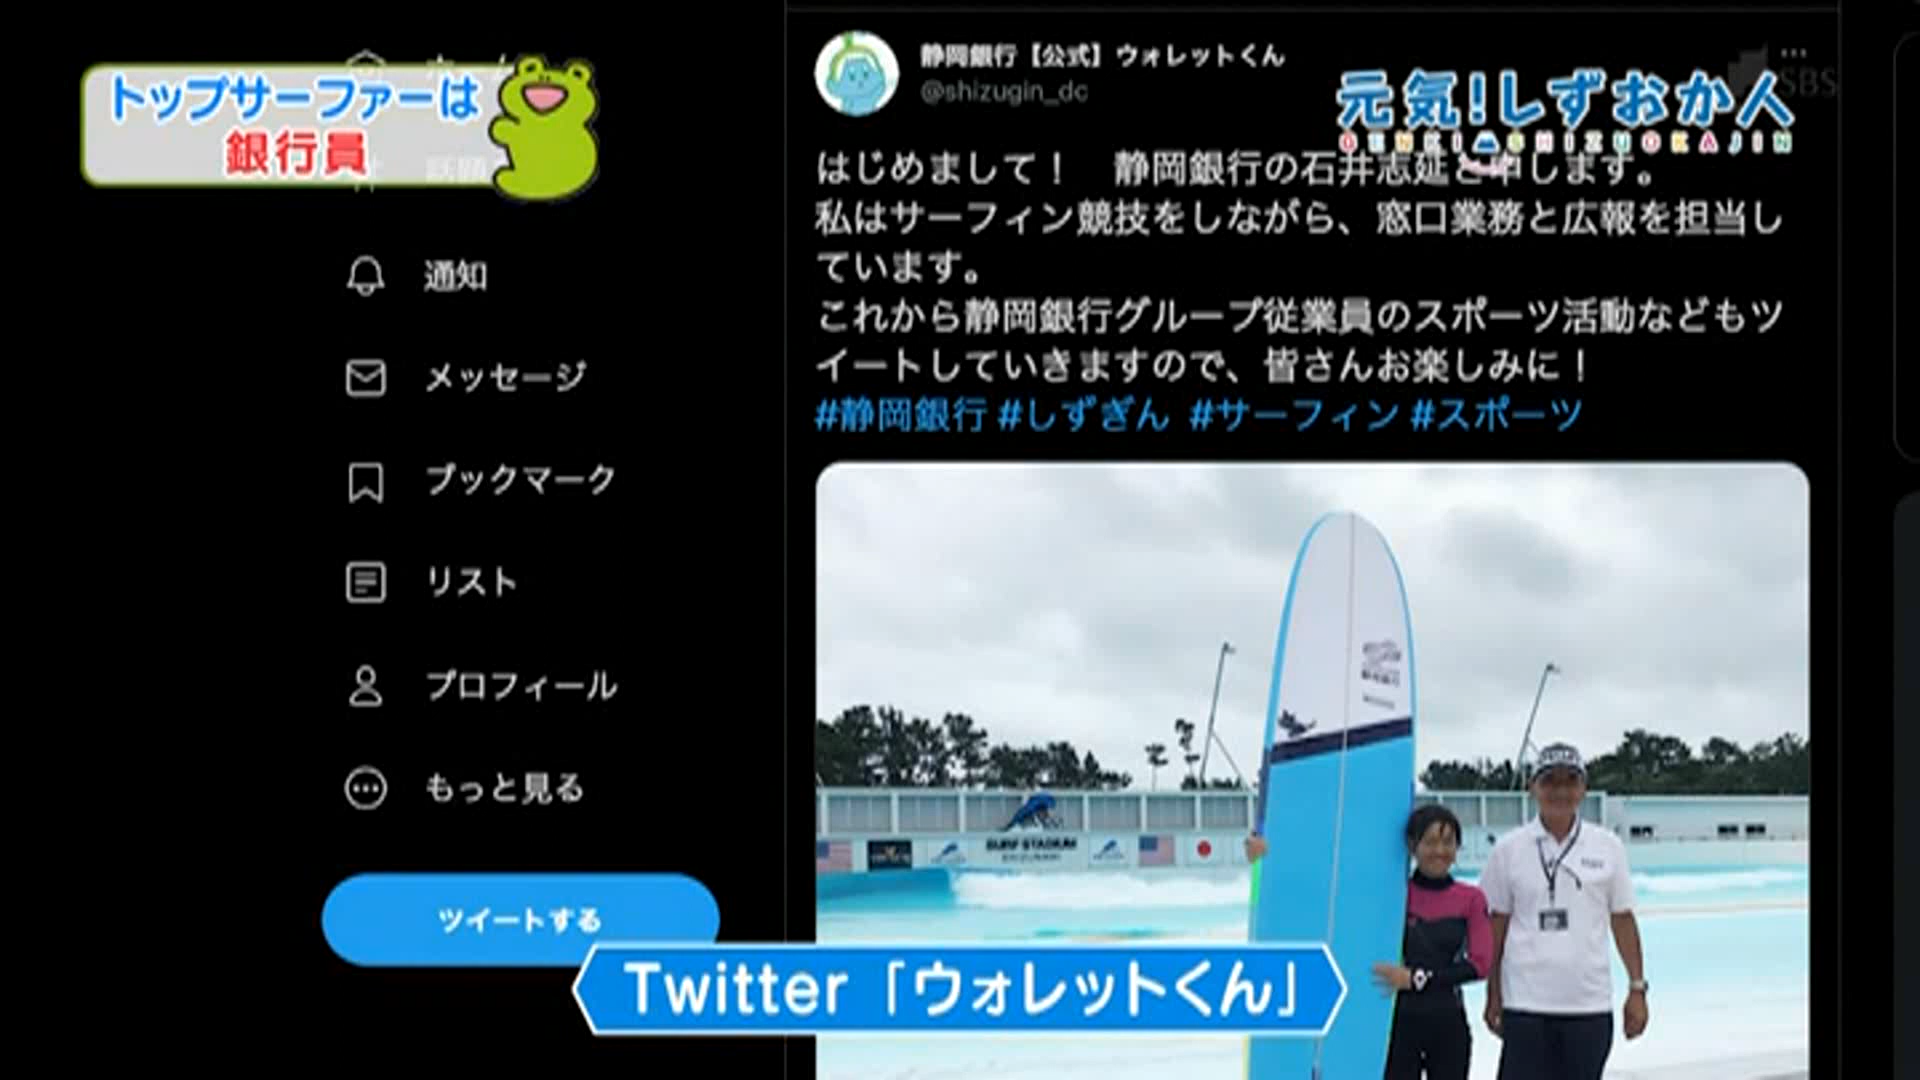 トップサーファーは
銀行員
静岡銀行【公式】ウォレットくん
@shizugin_dc
SBS
元気!しずおか人
GENKI SHIZUOKAJIN
はじめまして! 静岡銀行の石井志延と申します。
私はサーフィン競技をしながら、窓口業務と広報を担当し
ています。
これから静岡銀行グループ従業員のスポーツ活動などもツ
イートしていきますので、皆さんお楽しみに!
#静岡銀行 #しずぎん #サーフィン #スポーツ
通知
メッセージ
ブックマーク
リスト
プロフィール
もっと見る
ツイートする
SURF STADIUM
Twitter「ウォレットくん」